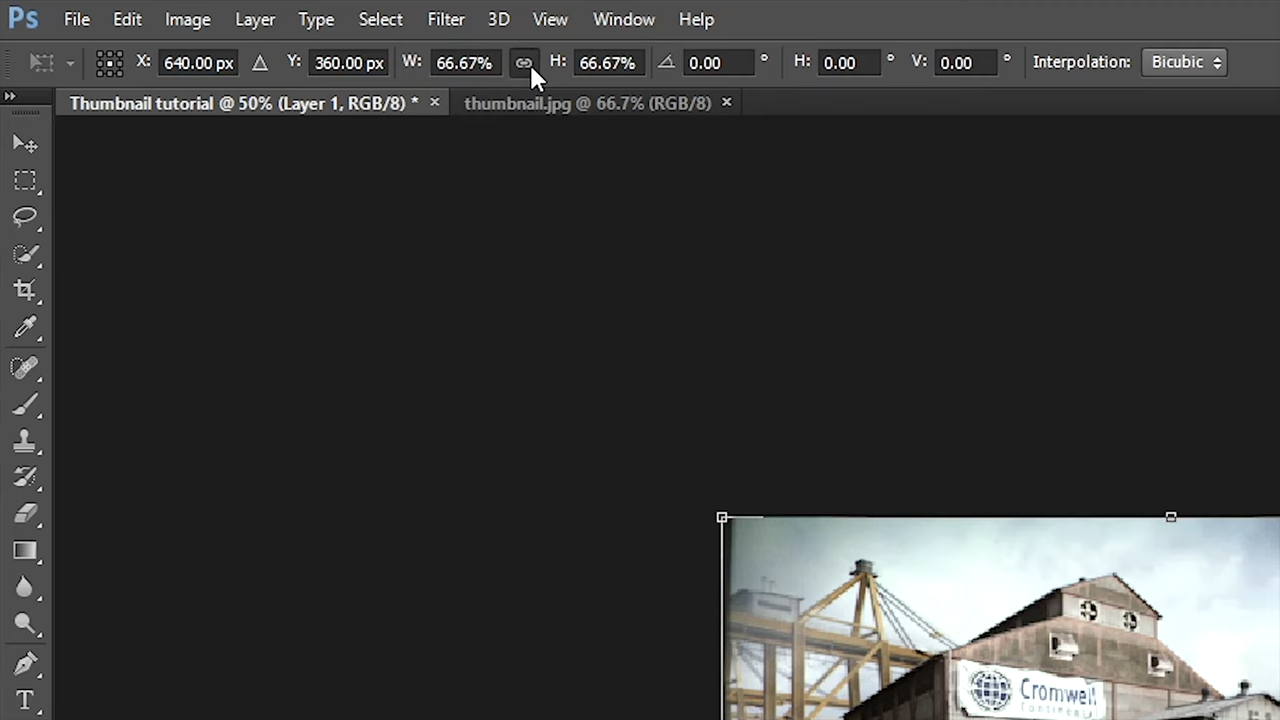 Ps File Edit Image Layer Type Select Filter 3D View Window Help
X: 640.00 px Δ Y: 360.00 px W: 66.67% H: 66.67% 0.00 ° H: 0.00 ° V: 0.00 ° Interpolation: Bicubic
Thumbnail tutorial @ 50% (Layer 1, RGB/8) * × thumbnail.jpg @ 66.7% (RGB/8) ×
T
Cromwell
Continental